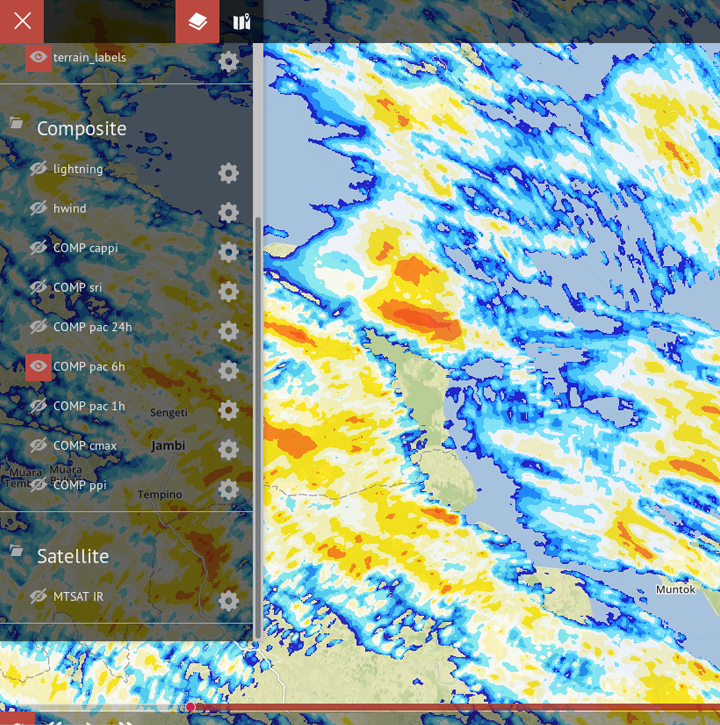 terrain_labels
Composite
lightning
hwind
COMP cappi
COMP sri
COMP pac 24h
COMP pac 6h
COMP pac 1h
Sengeti
COMP cmax
Jambi
Muara
Muara
COMP ppi
Tempino
Satellite
MTSAT IR
Muntok